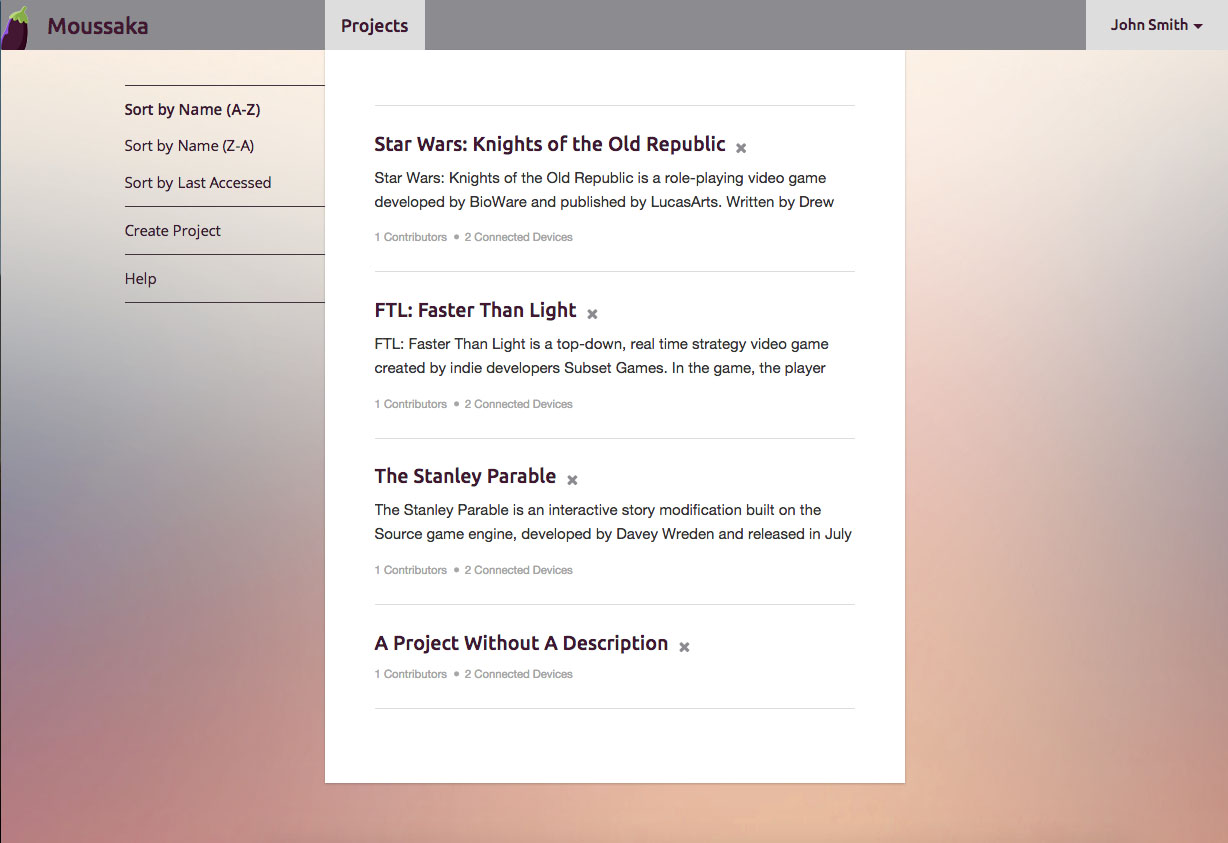 Moussaka
Projects
John Smith
Sort by Name (A-Z)
Sort by Name (Z-A)
Sort by Last Accessed
Create Project
Help
Star Wars: Knights of the Old Republic
Star Wars: Knights of the Old Republic is a role-playing video game
developed by BioWare and published by LucasArts. Written by Drew
1 Contributors • 2 Connected Devices
FTL: Faster Than Light
FTL: Faster Than Light is a top-down, real time strategy video game
created by indie developers Subset Games. In the game, the player
1 Contributors • 2 Connected Devices
The Stanley Parable
The Stanley Parable is an interactive story modification built on the
Source game engine, developed by Davey Wreden and released in July
1 Contributors • 2 Connected Devices
A Project Without A Description
1 Contributors • 2 Connected Devices